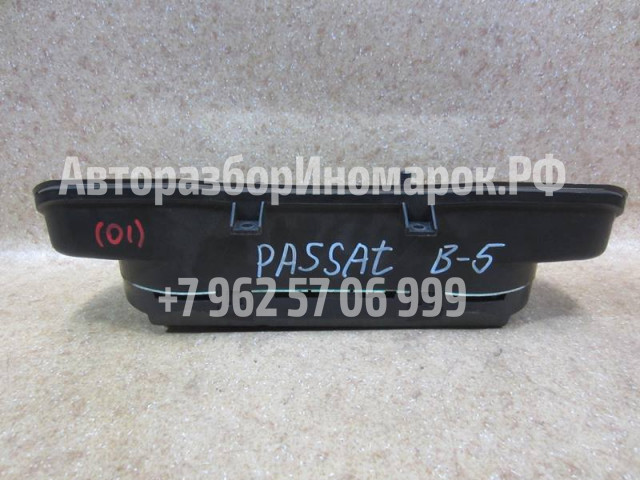 АвторазборИномарок.РФ
(01)
PASSAt B-5
+7 962 57 06 999